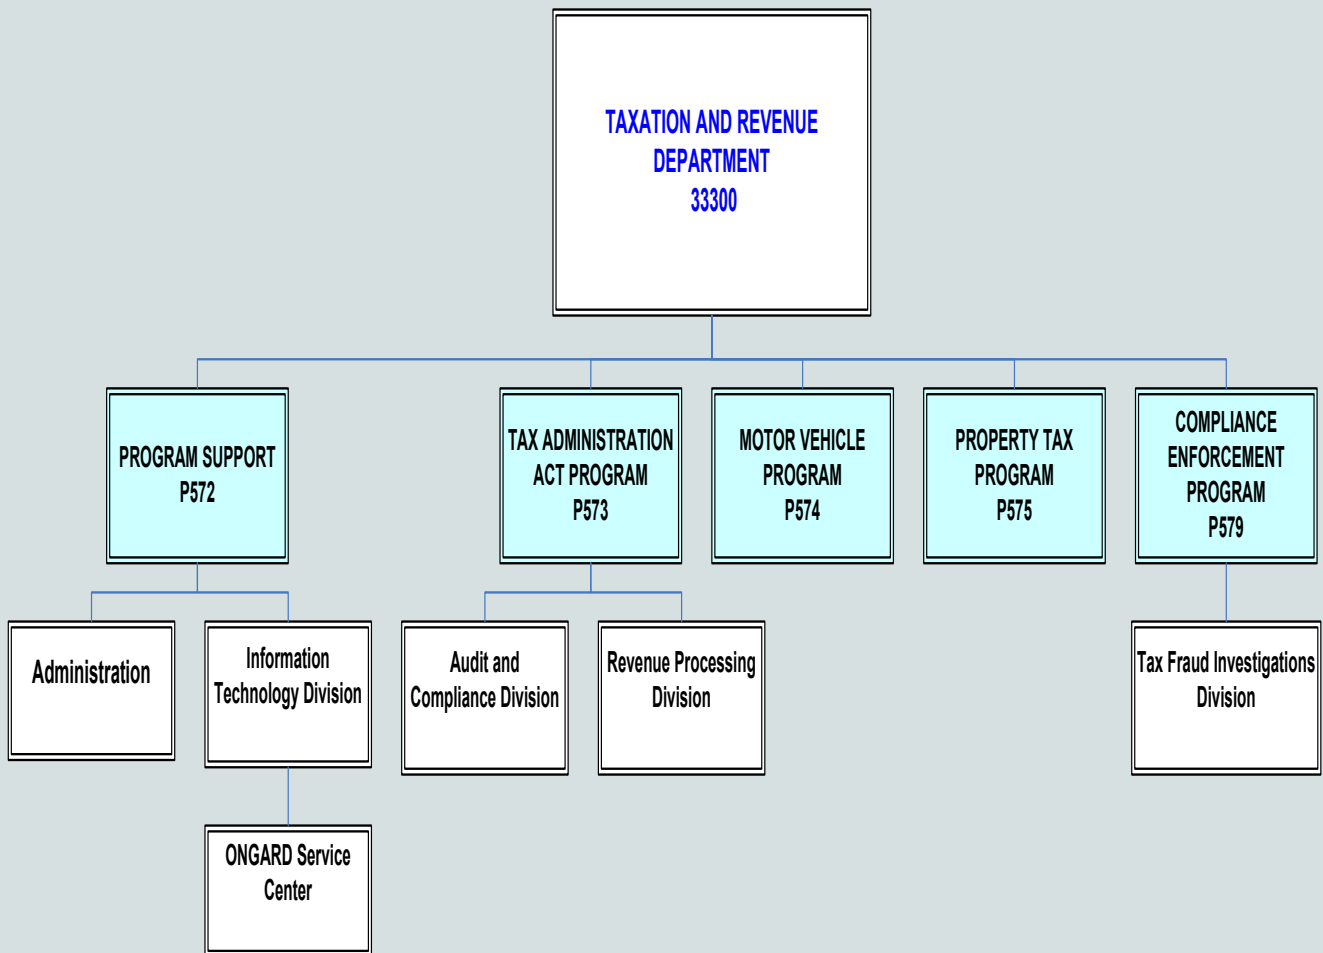 TAXATION AND REVENUE
DEPARTMENT
33300
PROGRAM SUPPORT
P572
TAX ADMINISTRATION
ACT PROGRAM
P573
MOTOR VEHICLE
PROGRAM
P574
PROPERTY TAX
PROGRAM
P575
COMPLIANCE
ENFORCEMENT
PROGRAM
P579
Administration
Information
Technology Division
Audit and
Compliance Division
Revenue Processing
Division
Tax Fraud Investigations
Division
ONGARD Service
Center